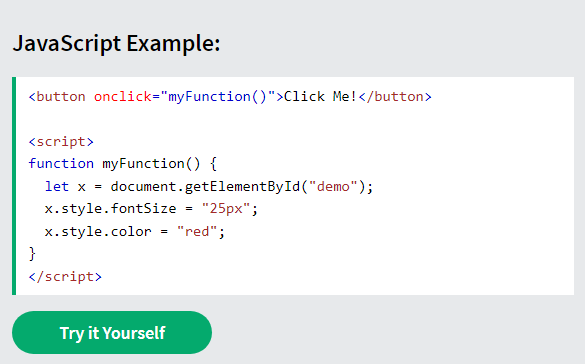 JavaScript Example:
<button onclick="myFunction()">Click Me!</button>
<script>
function myFunction() {
  let x = document.getElementById("demo");
  x.style.fontSize = "25px";
  x.style.color = "red";
}
</script>
Try it Yourself